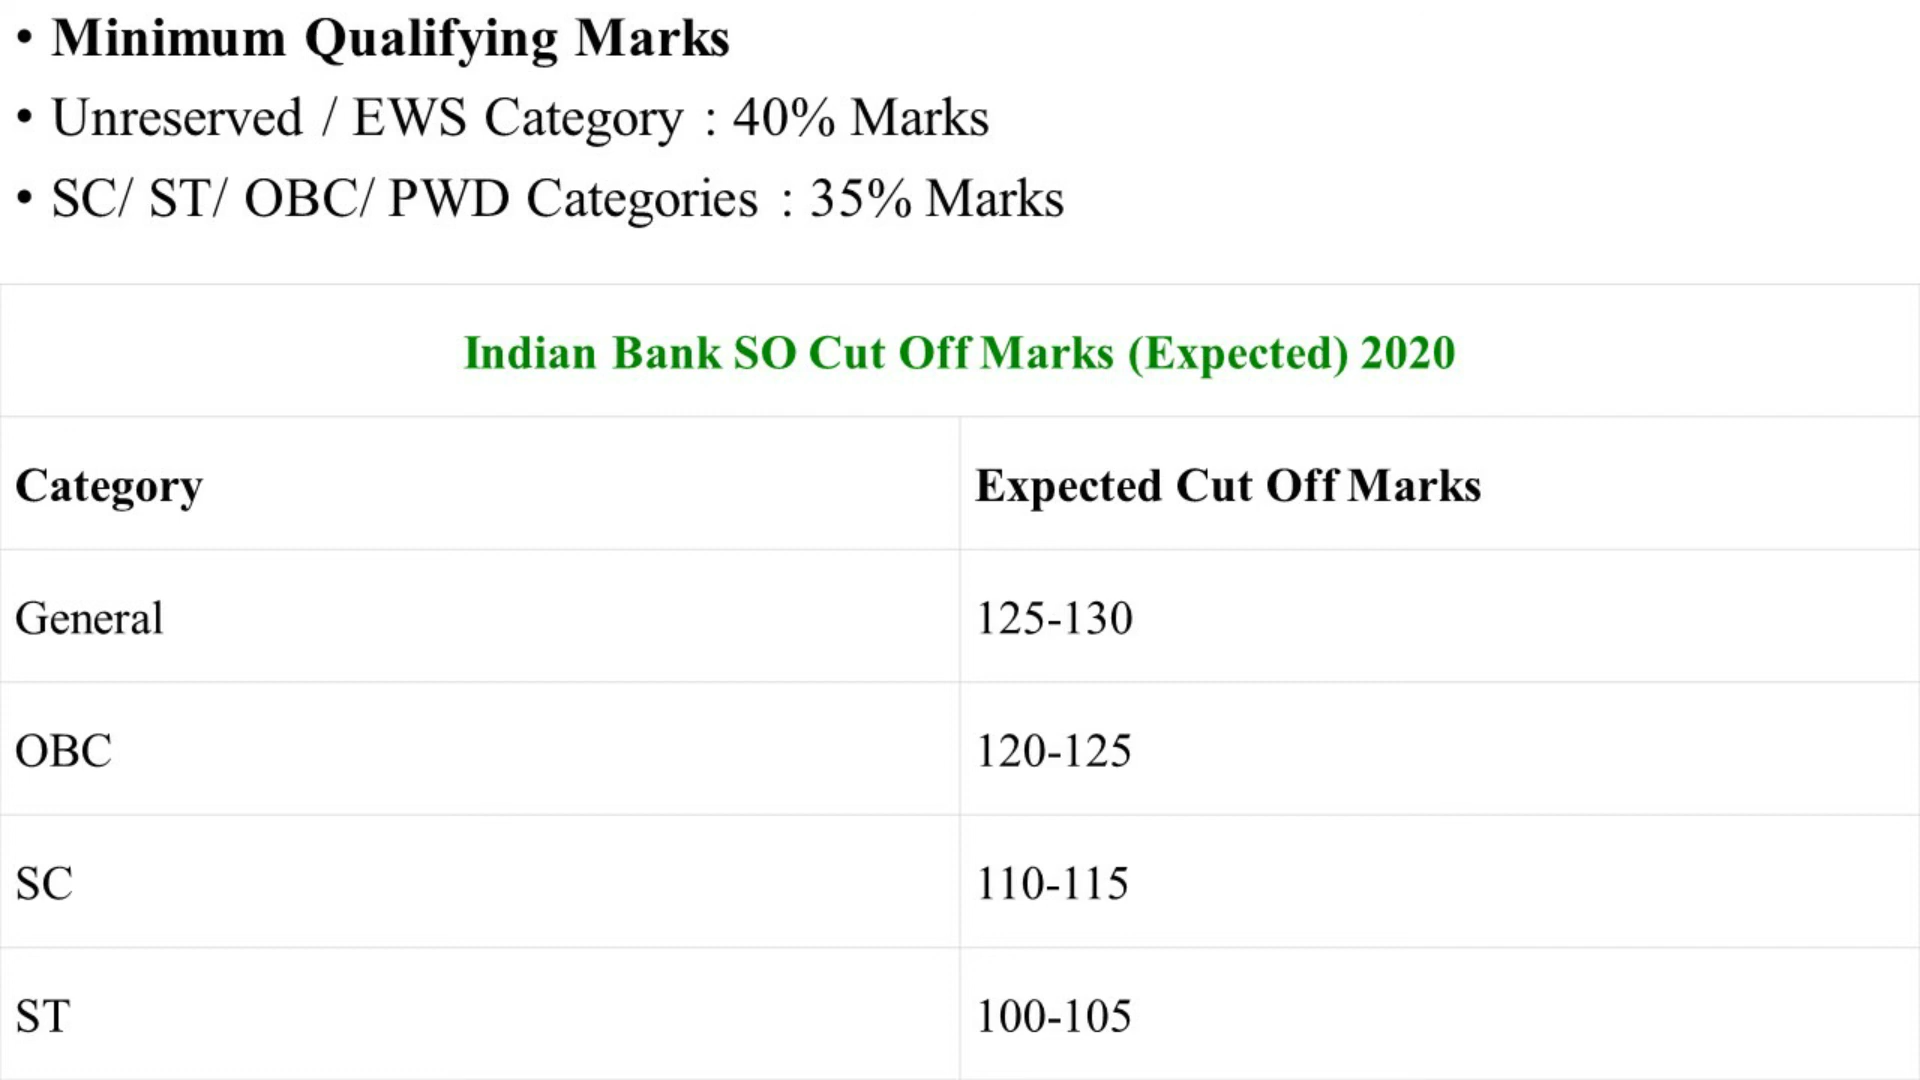 • Minimum Qualifying Marks
• Unreserved / EWS Category : 40% Marks
• SC/ ST/ OBC/ PWD Categories : 35% Marks
Indian Bank SO Cut Off Marks (Expected) 2020
Category Expected Cut Off Marks
General 125-130
OBC 120-125
SC 110-115
ST 100-105